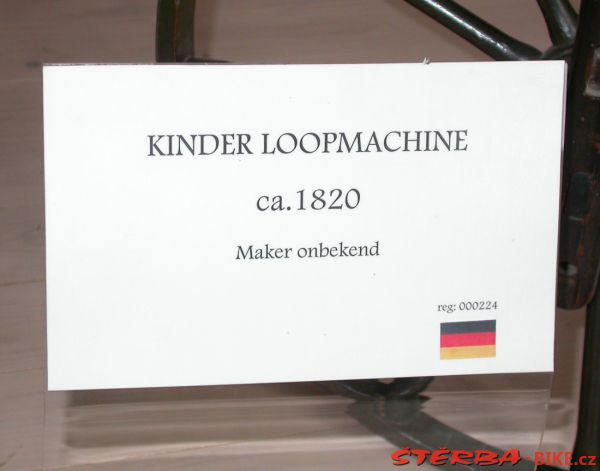 KINDER LOOPMACHINE
ca.1820
Maker onbekend
reg: 000224
ŠTĚRBA-BIKE.cz